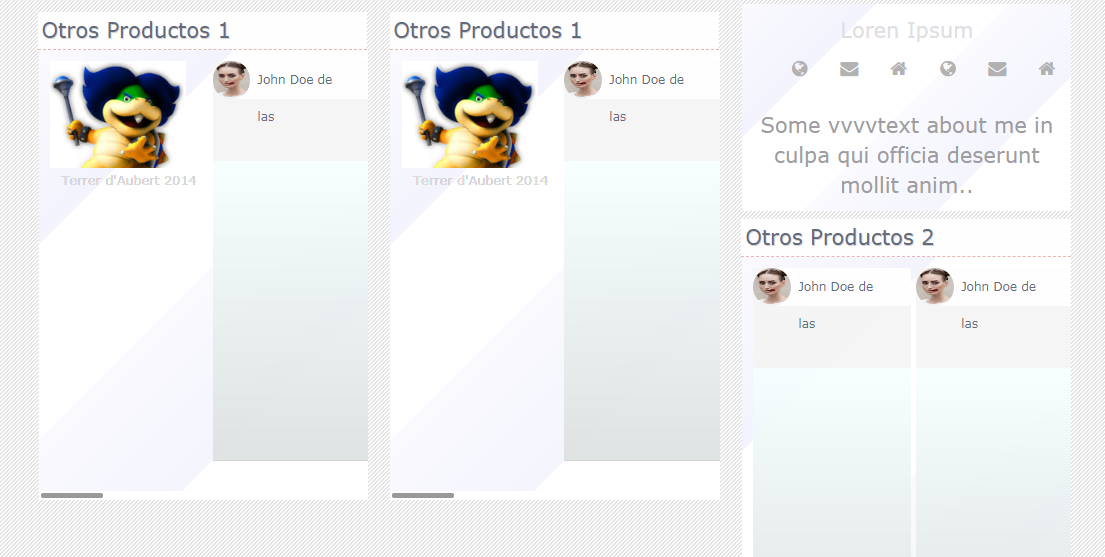 Otros Productos 1
John Doe de
las
Terrer d'Aubert 2014
Otros Productos 1
John Doe de
las
Terrer d'Aubert 2014
Loren Ipsum
Some vvvvtext about me in
culpa qui officia deserunt
mollit anim..
Otros Productos 2
John Doe de
las
John Doe de
las